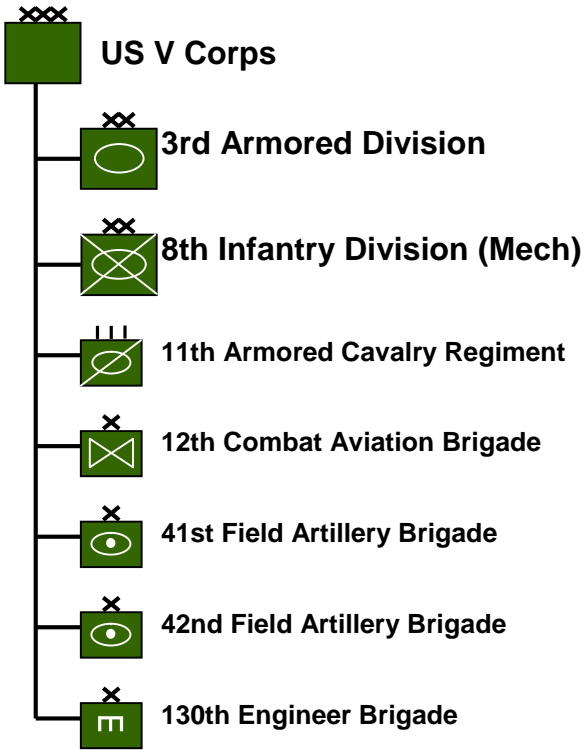 US V Corps
3rd Armored Division
8th Infantry Division (Mech)
11th Armored Cavalry Regiment
12th Combat Aviation Brigade
41st Field Artillery Brigade
42nd Field Artillery Brigade
130th Engineer Brigade